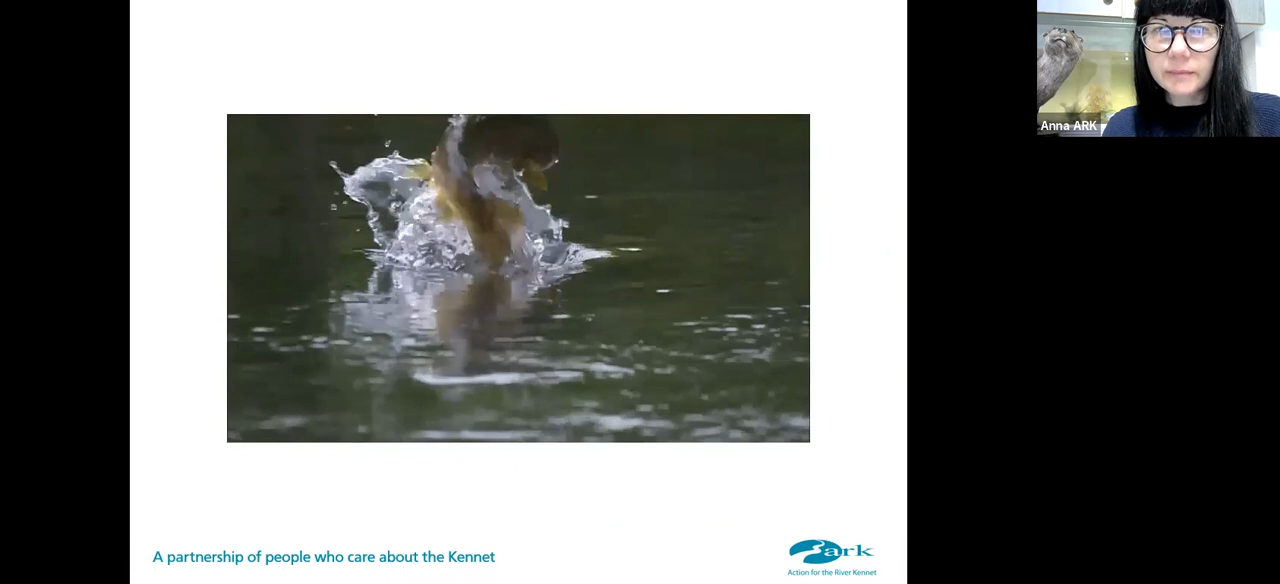 Anna ARK
A partnership of people who care about the Kennet
ark
Action for the River Kennet